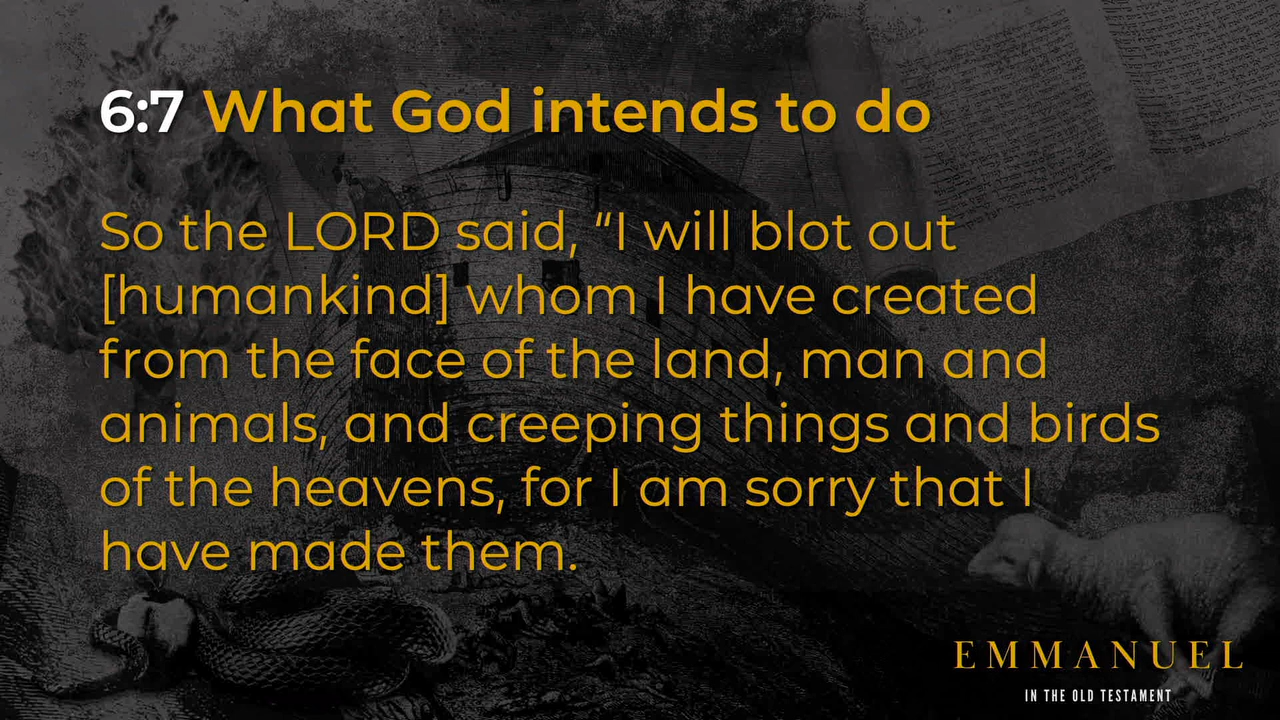 6:7 What God intends to do
So the LORD said, “I will blot out
[humankind] whom I have created
from the face of the land, man and
animals, and creeping things and birds
of the heavens, for I am sorry that I
have made them.
EMMANUEL
IN THE OLD TESTAMENT